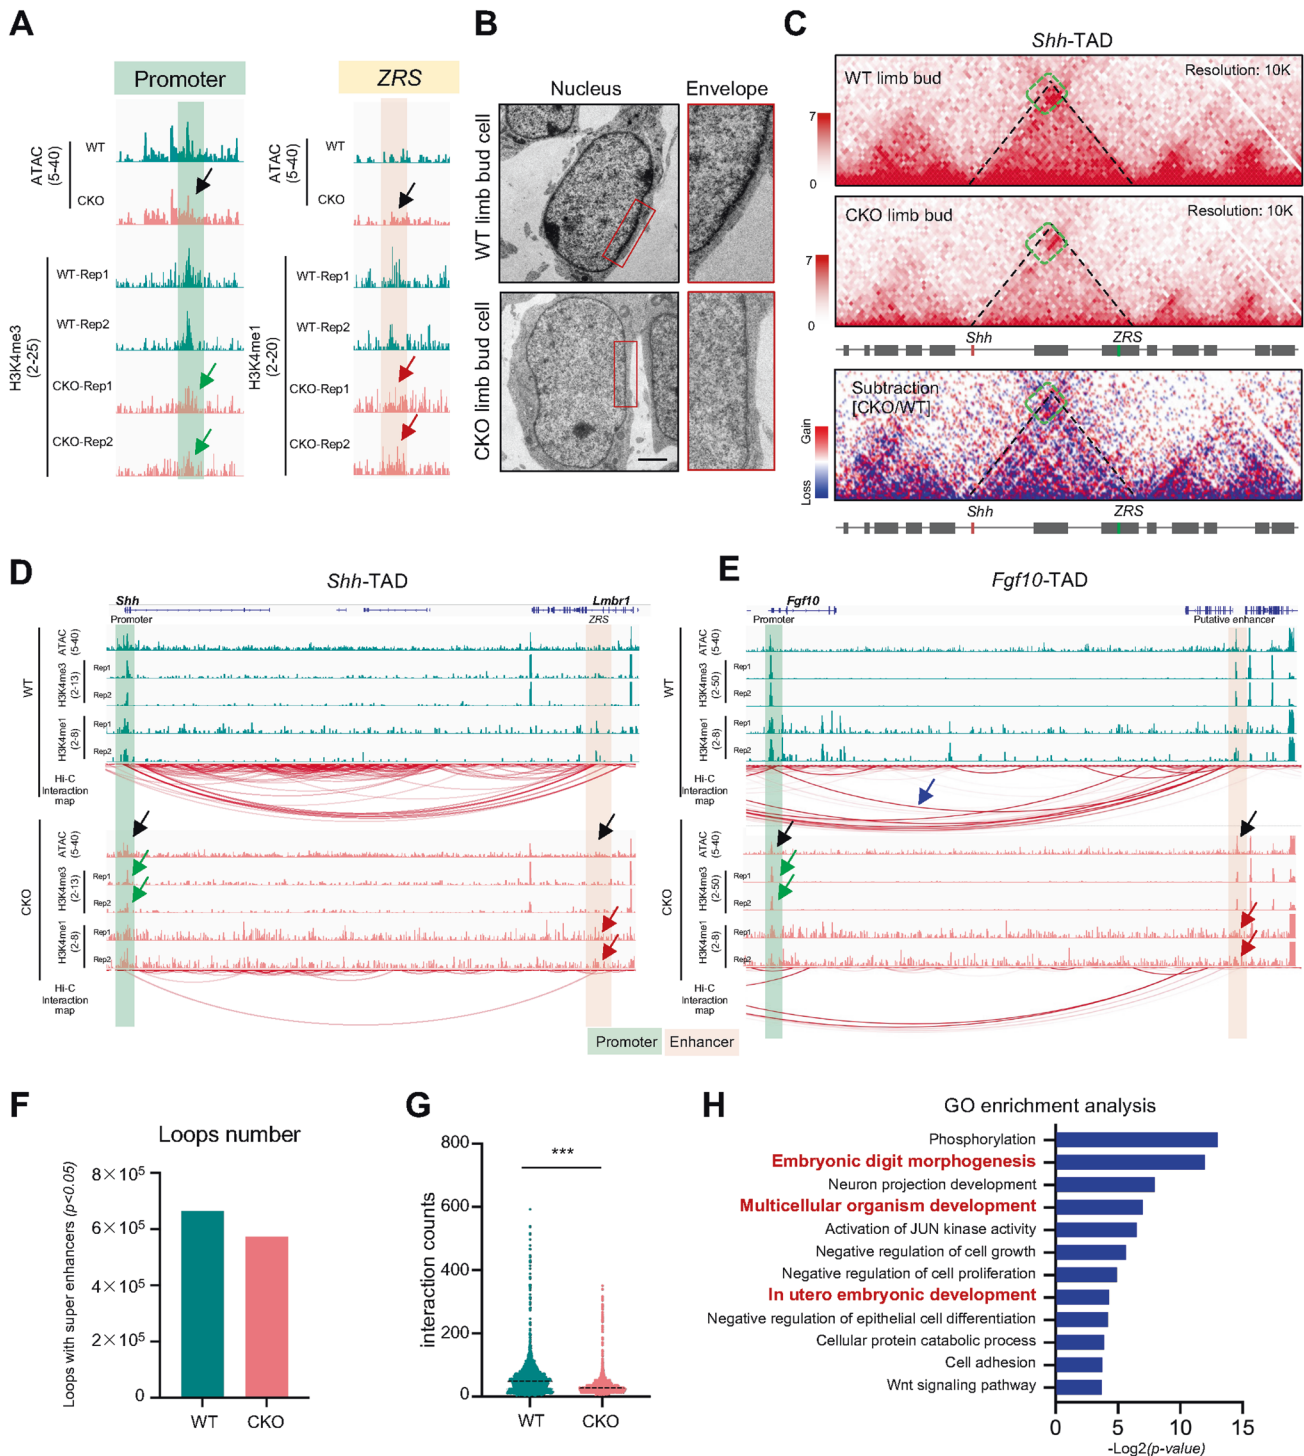 A
Promoter
ZRS
ATAC
(5-40)
WT
CKO
ATAC
(5-40)
WT
CKO
H3K4me3
(2-25)
WT-Rep1
WT-Rep2
CKO-Rep1
CKO-Rep2
H3K4me1
(2-20)
WT-Rep1
WT-Rep2
CKO-Rep1
CKO-Rep2
B
Nucleus
Envelope
WT limb bud cell
CKO limb bud cell
C
Shh-TAD
WT limb bud
Resolution: 10K
7
0
CKO limb bud
Resolution: 10K
7
0
Shh
ZRS
Subtraction
[CKO/WT]
Gain
Loss
Shh
ZRS
D
Shh-TAD
Shh
Lmbr1
Promoter
ZRS
WT
ATAC
(5-40)
H3K4me3
(2-13)
Rep1
Rep2
H3K4me1
(2-8)
Rep1
Rep2
Hi-C
Interaction
map
CKO
ATAC
(5-40)
H3K4me3
(2-13)
Rep1
Rep2
H3K4me1
(2-8)
Rep1
Rep2
Hi-C
Interaction
map
E
Fgf10-TAD
Fgf10
Promoter
Putative enhancer
WT
ATAC
(5-40)
H3K4me3
(2-50)
Rep1
Rep2
H3K4me1
(2-8)
Rep1
Rep2
Hi-C
Interaction
map
CKO
ATAC
(5-40)
H3K4me3
(2-50)
Rep1
Rep2
H3K4me1
(2-8)
Rep1
Rep2
Hi-C
Interaction
map
Promoter
Enhancer
F
Loops number
Loops with super enhancers (p<0.05)
8×10⁵
6×10⁵
4×10⁵
2×10⁵
0
WT
CKO
G
interaction counts
800
600
400
200
0
***
WT
CKO
H
GO enrichment analysis
Phosphorylation
Embryonic digit morphogenesis
Neuron projection development
Multicellular organism development
Activation of JUN kinase activity
Negative regulation of cell growth
Negative regulation of cell proliferation
In utero embryonic development
Negative regulation of epithelial cell differentiation
Cellular protein catabolic process
Cell adhesion
Wnt signaling pathway
0
5
10
15
-Log2(p-value)